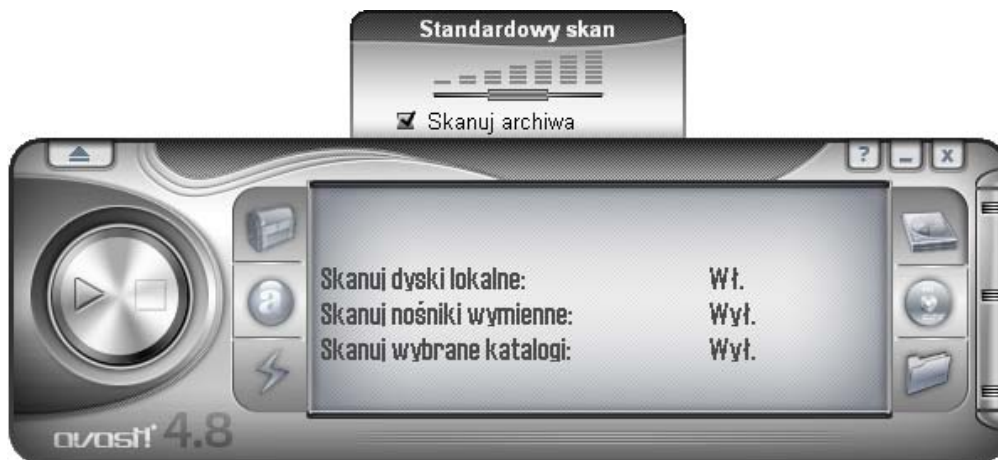 Standardowy skan
Skanuj archiwa
?
x
Skanuj dyski lokalne: Wł.
Skanuj nośniki wymienne: Wył.
Skanuj wybrane katalogi: Wył.
a
avast! 4.8